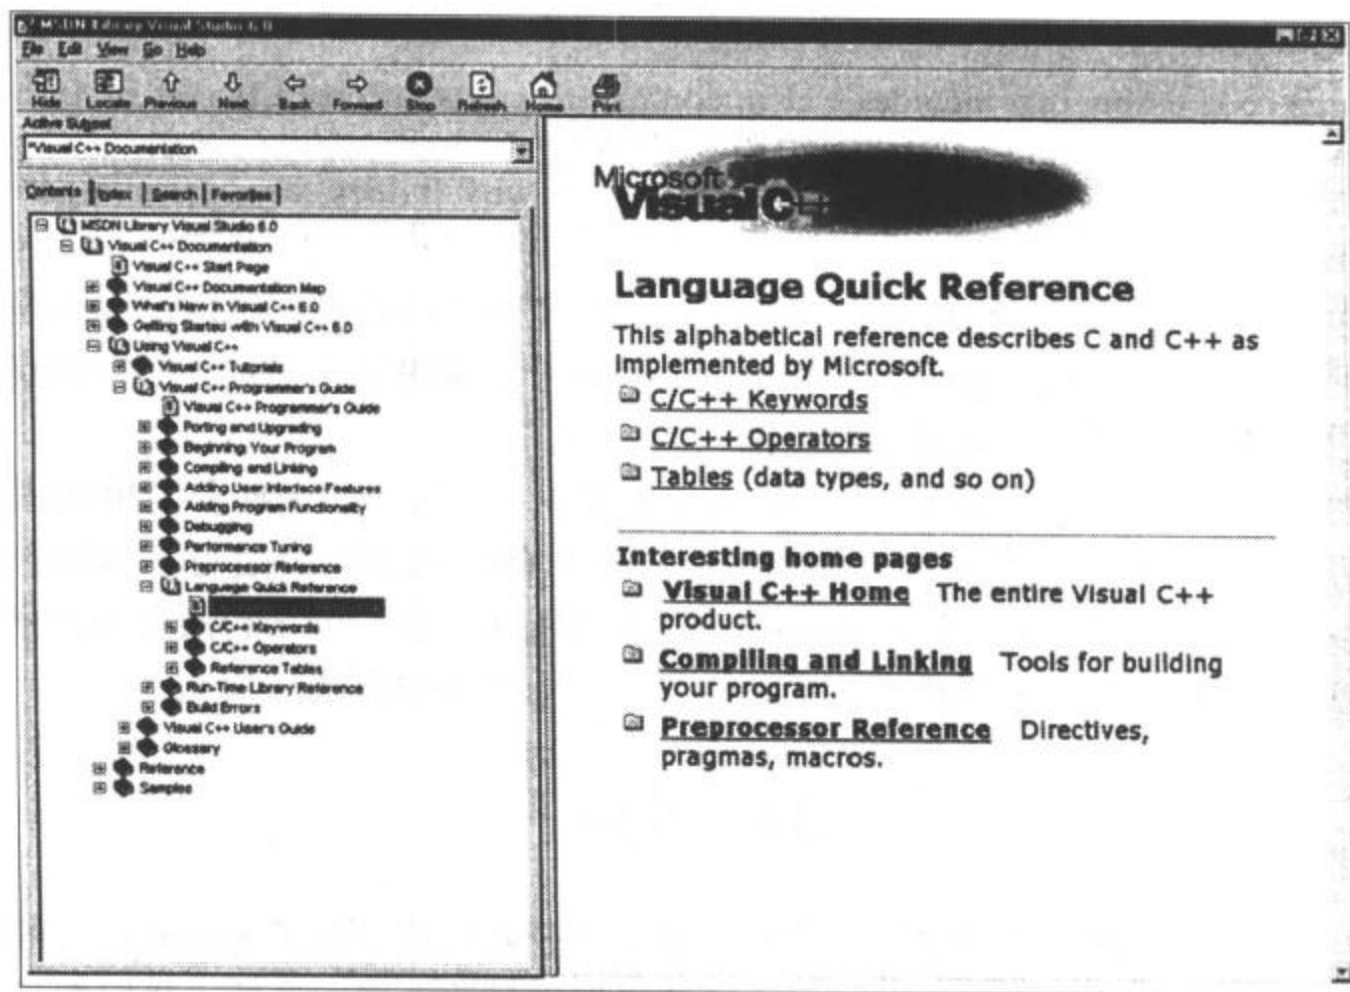 MSDN Library Visual Studio 6.0
File Edit View Go Help
Hide Locate Previous Next Back Forward Stop Refresh Home Print
Active Subset
*Visual C++ Documentation
Contents Index Search Favorites
MSDN Library Visual Studio 6.0
Visual C++ Documentation
Visual C++ Start Page
Visual C++ Documentation Map
What's New in Visual C++ 6.0
Getting Started with Visual C++ 6.0
Using Visual C++
Visual C++ Tutorials
Visual C++ Programmer's Guide
Visual C++ Programmer's Guide
Porting and Upgrading
Beginning Your Program
Compiling and Linking
Adding User Interface Features
Adding Program Functionality
Debugging
Performance Tuning
Preprocessor Reference
Language Quick Reference
C/C++ Keywords
C/C++ Operators
Reference Tables
Run-Time Library Reference
Build Errors
Visual C++ User's Guide
Glossary
Reference
Samples
Microsoft
Visual C++
Language Quick Reference
This alphabetical reference describes C and C++ as
implemented by Microsoft.
C/C++ Keywords
C/C++ Operators
Tables (data types, and so on)
Interesting home pages
Visual C++ Home The entire Visual C++
product.
Compiling and Linking Tools for building
your program.
Preprocessor Reference Directives,
pragmas, macros.